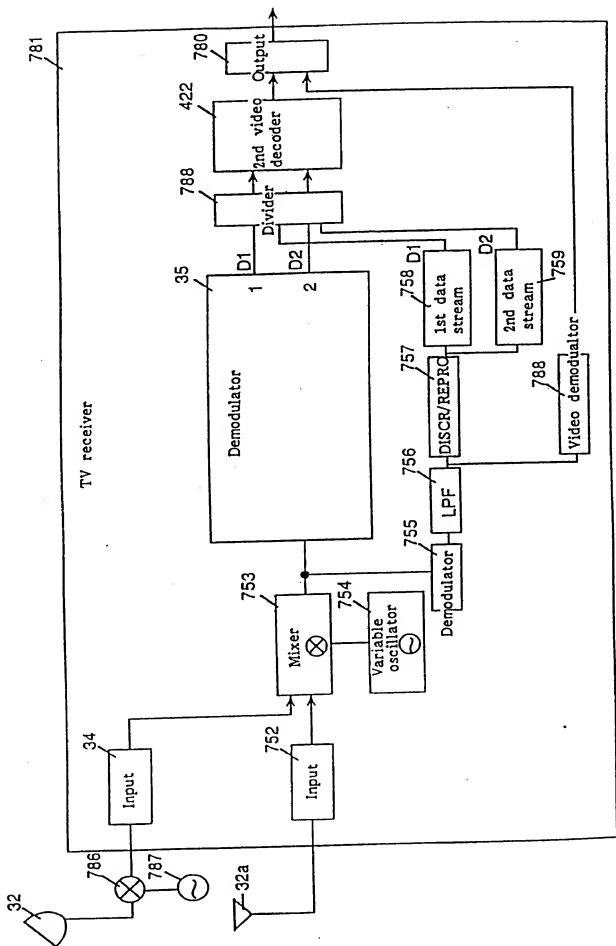 781
TV receiver
780
Output
422
2nd video
decoder
788
Divider
D1
D2
35
1
2
Demodulator
D1
D2
758
1st data
stream
759
2nd data
stream
757
DISCR/REPRO
788
Video demodualtor
756
LPF
755
Demodulator
753
Mixer
754
Variable
oscillator
34
Input
752
Input
786
787
32
32a